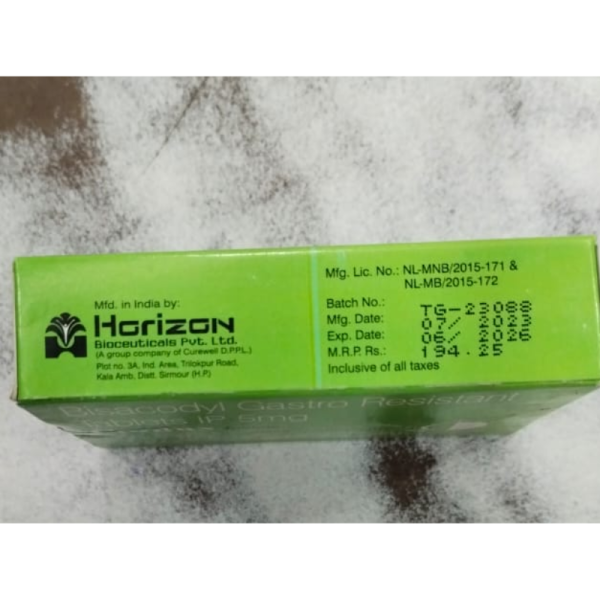 Mfd. in India by:
Horizon
Bioceuticals Pvt. Ltd.
(A group company of Curewell D.P.P.L.)
Plot no. 3A, Ind. Area, Trilokpur Road,
Kala Amb, Distt. Sirmour (H.P.)
Mfg. Lic. No.: NL-MNB/2015-171 &
NL-MB/2015-172
Batch No.: TG-23088
Mfg. Date: 07/2023
Exp. Date: 06/2026
M.R.P. Rs.: 194.25
Inclusive of all taxes
Bisacodyl Gastro Resistant
Tablets IP 5mg